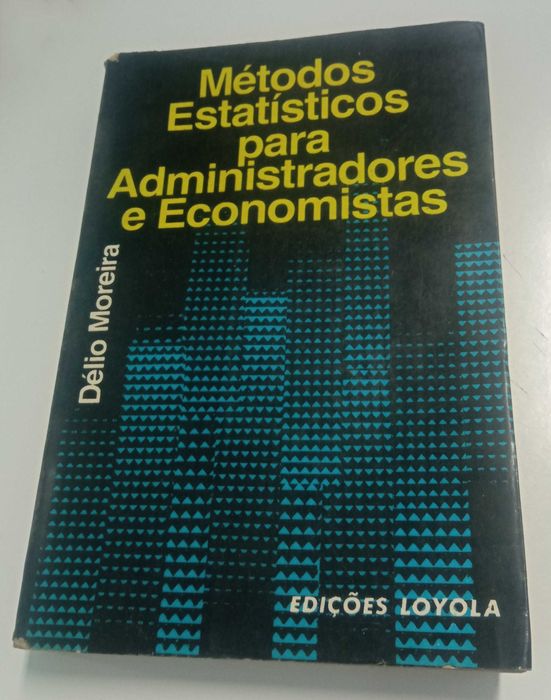 Métodos
Estatísticos
para
Administradores
e Economistas
Délio Moreira
EDIÇÕES LOYOLA